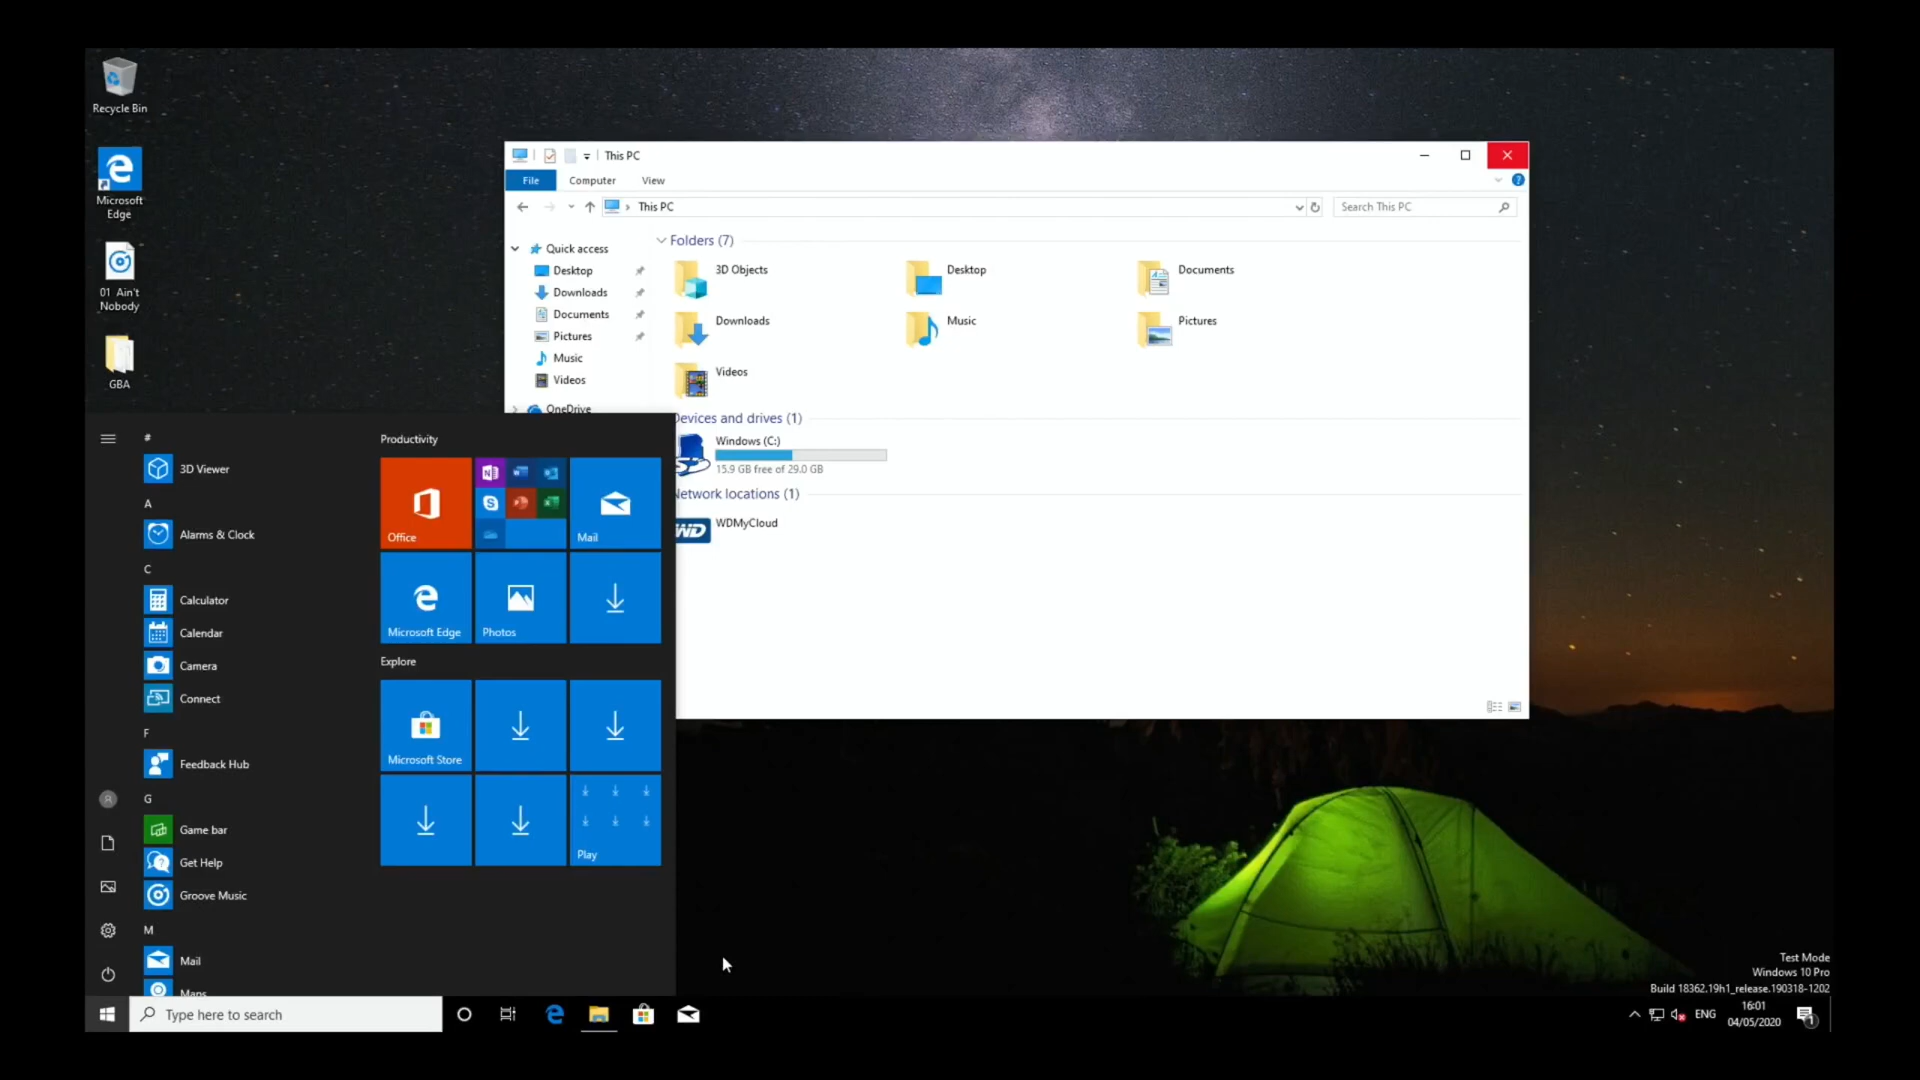 Recycle Bin
Microsoft
Edge
01 Ain't
Nobody
GBA
This PC
File
Computer
View
This PC
Search This PC
Quick access
Desktop
Downloads
Documents
Pictures
Music
Videos
OneDrive
Folders (7)
3D Objects
Desktop
Documents
Downloads
Music
Pictures
Videos
Devices and drives (1)
Windows (C:)
15.9 GB free of 29.0 GB
Network locations (1)
WD
WDMyCloud
#
3D Viewer
A
Alarms & Clock
C
Calculator
Calendar
Camera
Connect
F
Feedback Hub
G
Game bar
Get Help
Groove Music
M
Mail
Maps
Productivity
Office
Mail
Microsoft Edge
Photos
Explore
Microsoft Store
Play
Test Mode
Windows 10 Pro
Build 18362.19h1_release.190318-1202
Type here to search
ENG
16:01
04/05/2020
1